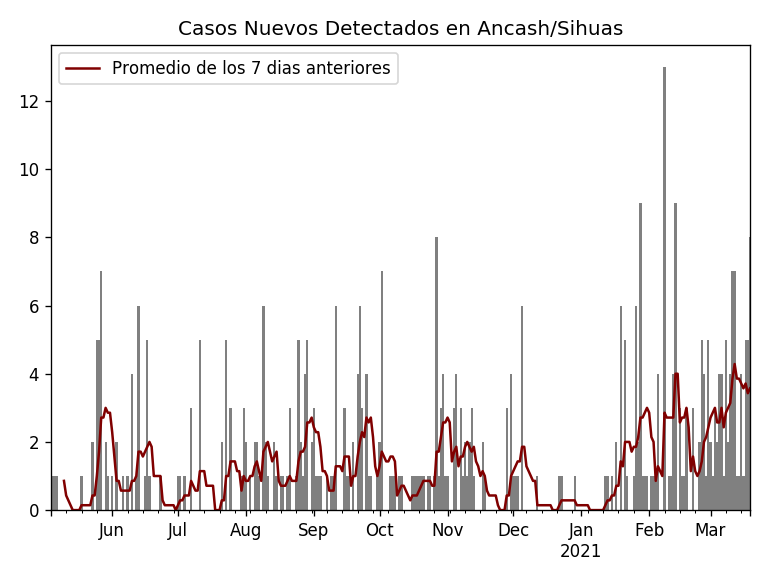 Casos Nuevos Detectados en Ancash/Sihuas
Promedio de los 7 dias anteriores
12
10
8
6
4
2
0
Jun Jul Aug Sep Oct Nov Dec Jan Feb Mar
2021